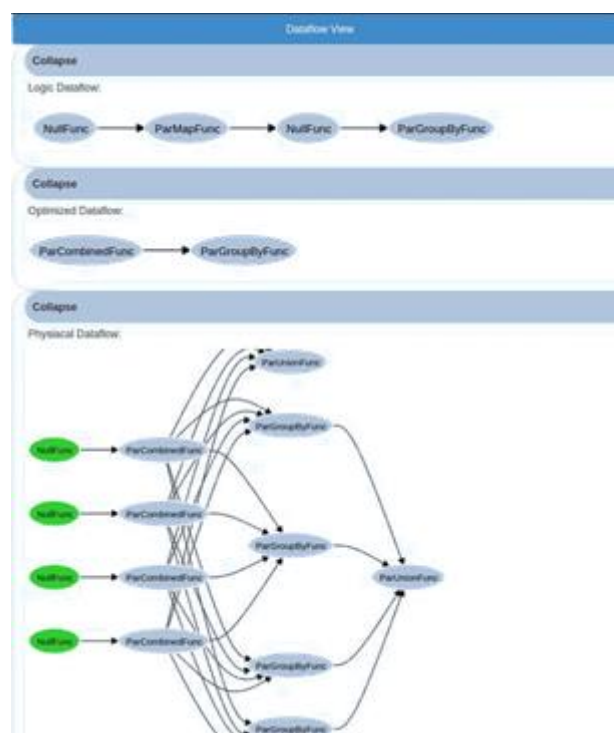 Dataflow View
Collapse
Logic Dataflow:
NullFunc ParMapFunc NullFunc ParGroupByFunc
Collapse
Optimized Dataflow:
ParCombinedFunc ParGroupByFunc
Collapse
Physiacal Dataflow:
ParUnionFunc
ParGroupByFunc
NullFunc ParCombinedFunc
NullFunc ParCombinedFunc
ParGroupByFunc
NullFunc ParCombinedFunc ParUnionFunc
NullFunc ParCombinedFunc
ParGroupByFunc
ParGroupByFunc